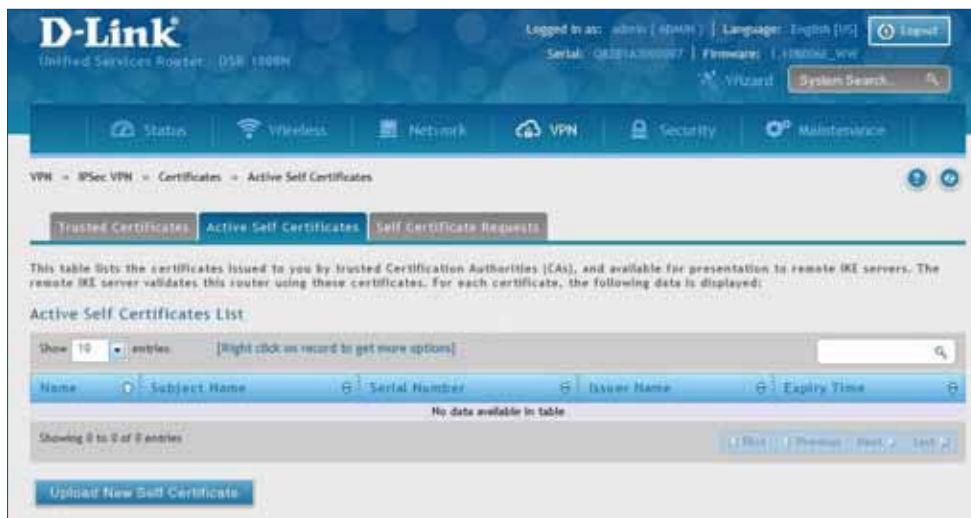 D-Link
Logged in as: admin ( ADMIN ) | Language: English [US]
Logout
Unified Services Router - DSR-1000N
Serial: | Firmware:
Wizard
System Search...
Status
Wireless
Network
VPN
Security
Maintenance
VPN » IPSec VPN » Certificates » Active Self Certificates
Trusted Certificates
Active Self Certificates
Self Certificate Requests
This table lists the certificates issued to you by trusted Certification Authorities (CAs), and available for presentation to remote IKE servers. The
remote IKE server validates this router using these certificates. For each certificate, the following data is displayed:
Active Self Certificates List
Show 10 entries [Right click on record to get more options]
Name Subject Name Serial Number Issuer Name Expiry Time
No data available in table
Showing 0 to 0 of 0 entries
First Previous Next Last
Upload New Self Certificate